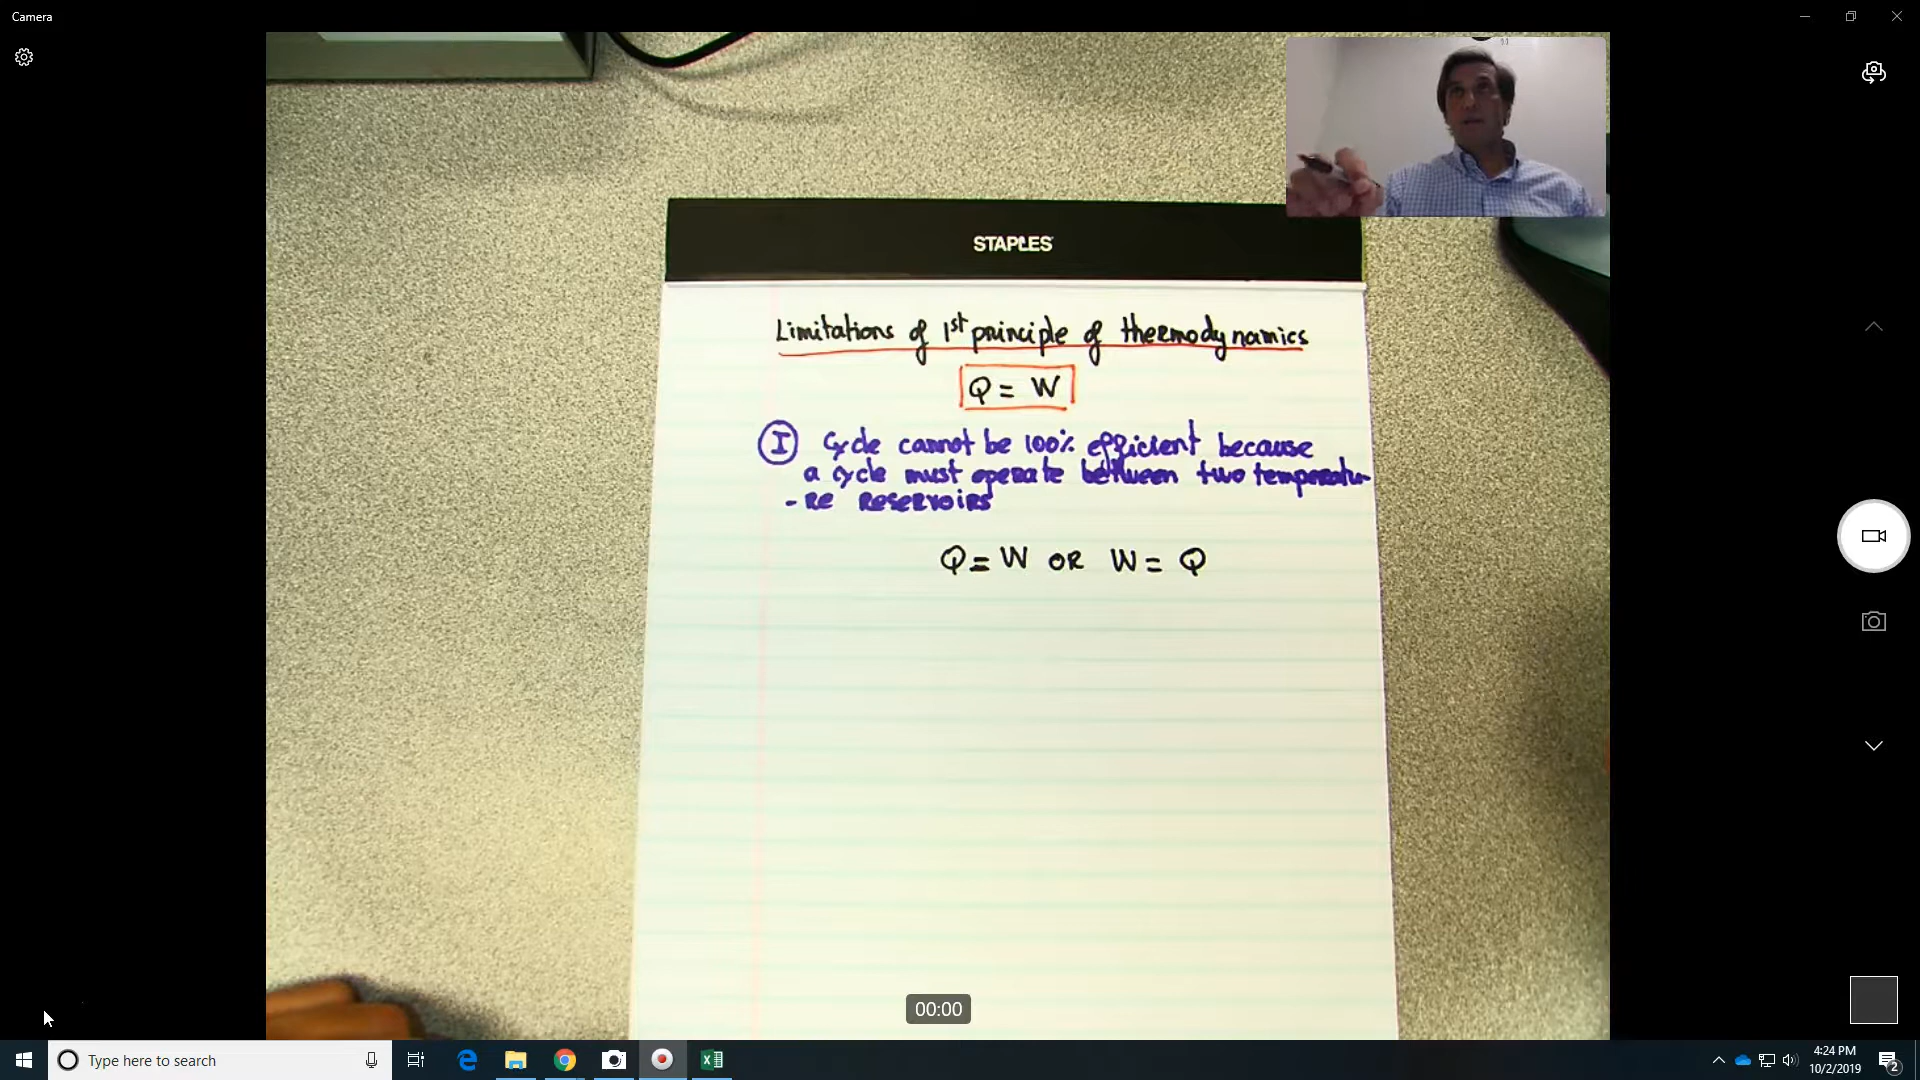 Camera
STAPLES
Limitations of 1st principle of thermodynamics
Q = W
I Cycle cannot be 100% efficient because
a cycle must operate between two temperatu-
- re reservoirs
Q = W OR W = Q
00:00
Type here to search
4:24 PM
10/2/2019
2